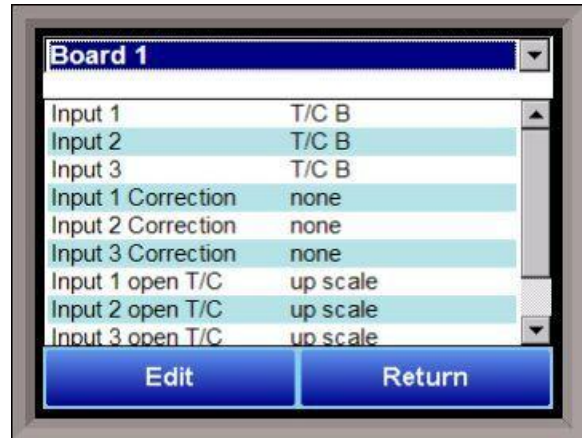 Board 1
Input 1 T/C B
Input 2 T/C B
Input 3 T/C B
Input 1 Correction none
Input 2 Correction none
Input 3 Correction none
Input 1 open T/C up scale
Input 2 open T/C up scale
Input 3 open T/C up scale
Edit Return